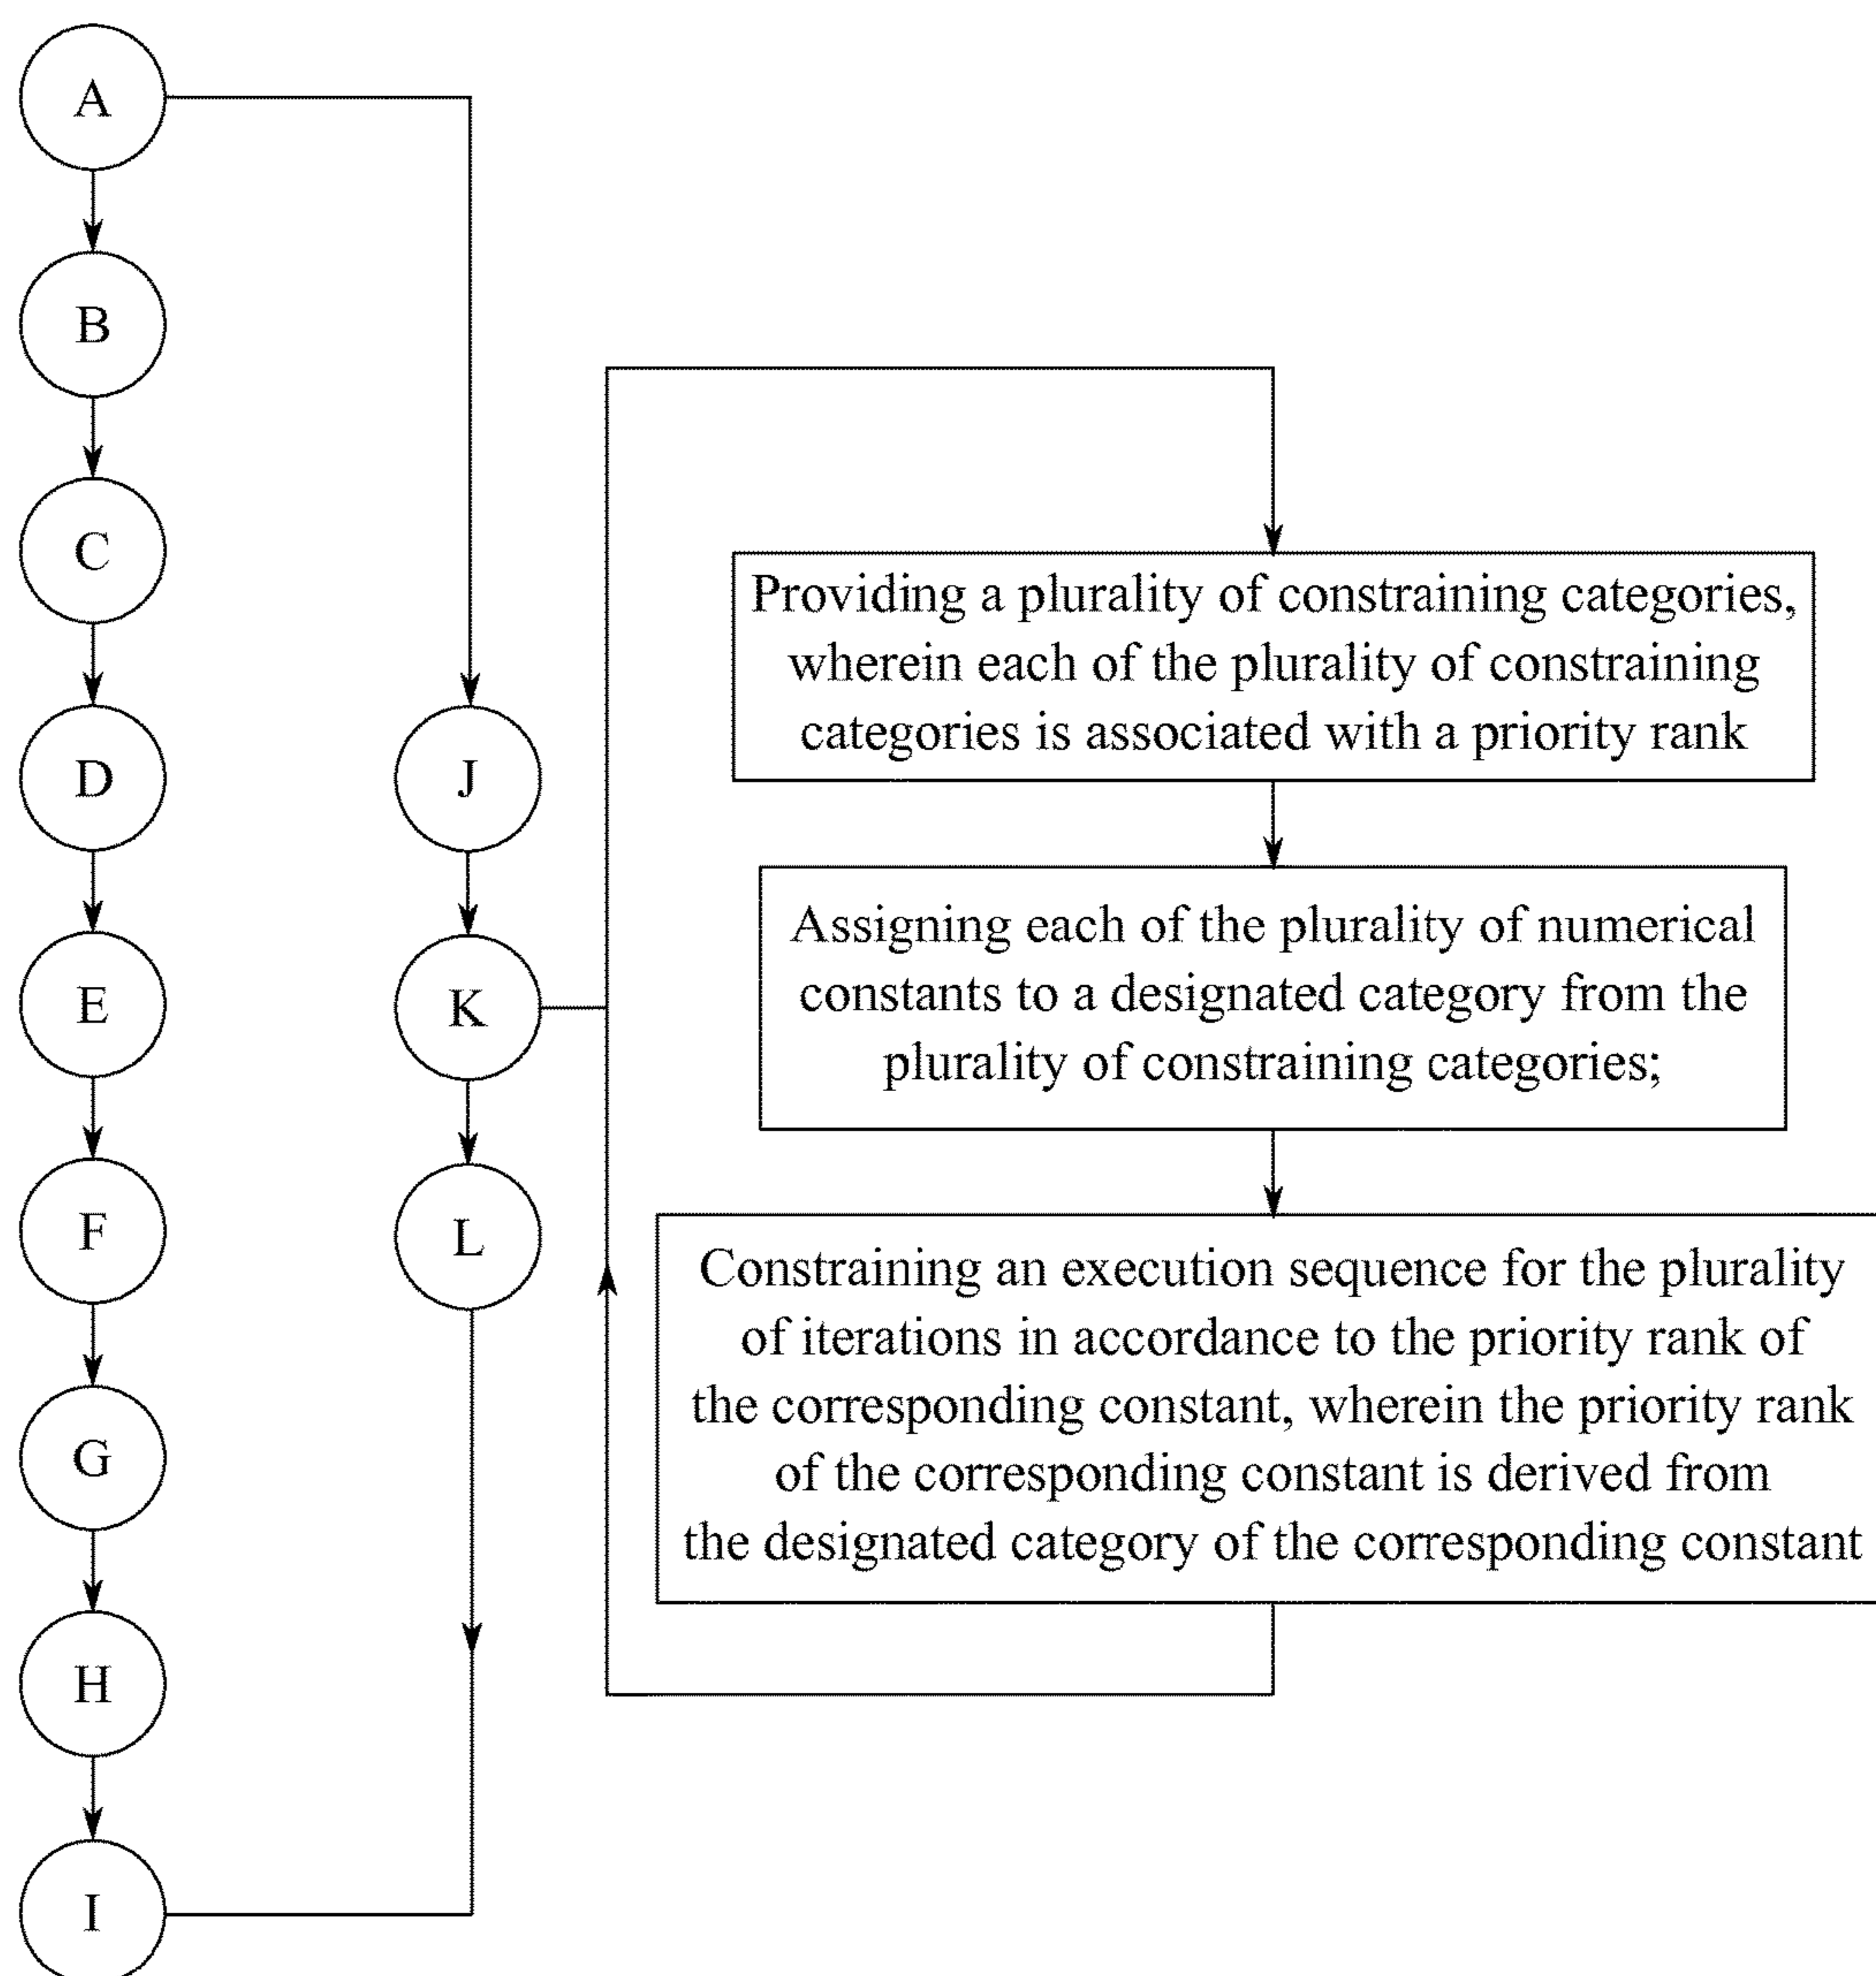 A
B
C
D
E
F
G
H
I
J
K
L
Providing a plurality of constraining categories,
wherein each of the plurality of constraining
categories is associated with a priority rank
Assigning each of the plurality of numerical
constants to a designated category from the
plurality of constraining categories;
Constraining an execution sequence for the plurality
of iterations in accordance to the priority rank of
the corresponding constant, wherein the priority rank
of the corresponding constant is derived from
the designated category of the corresponding constant